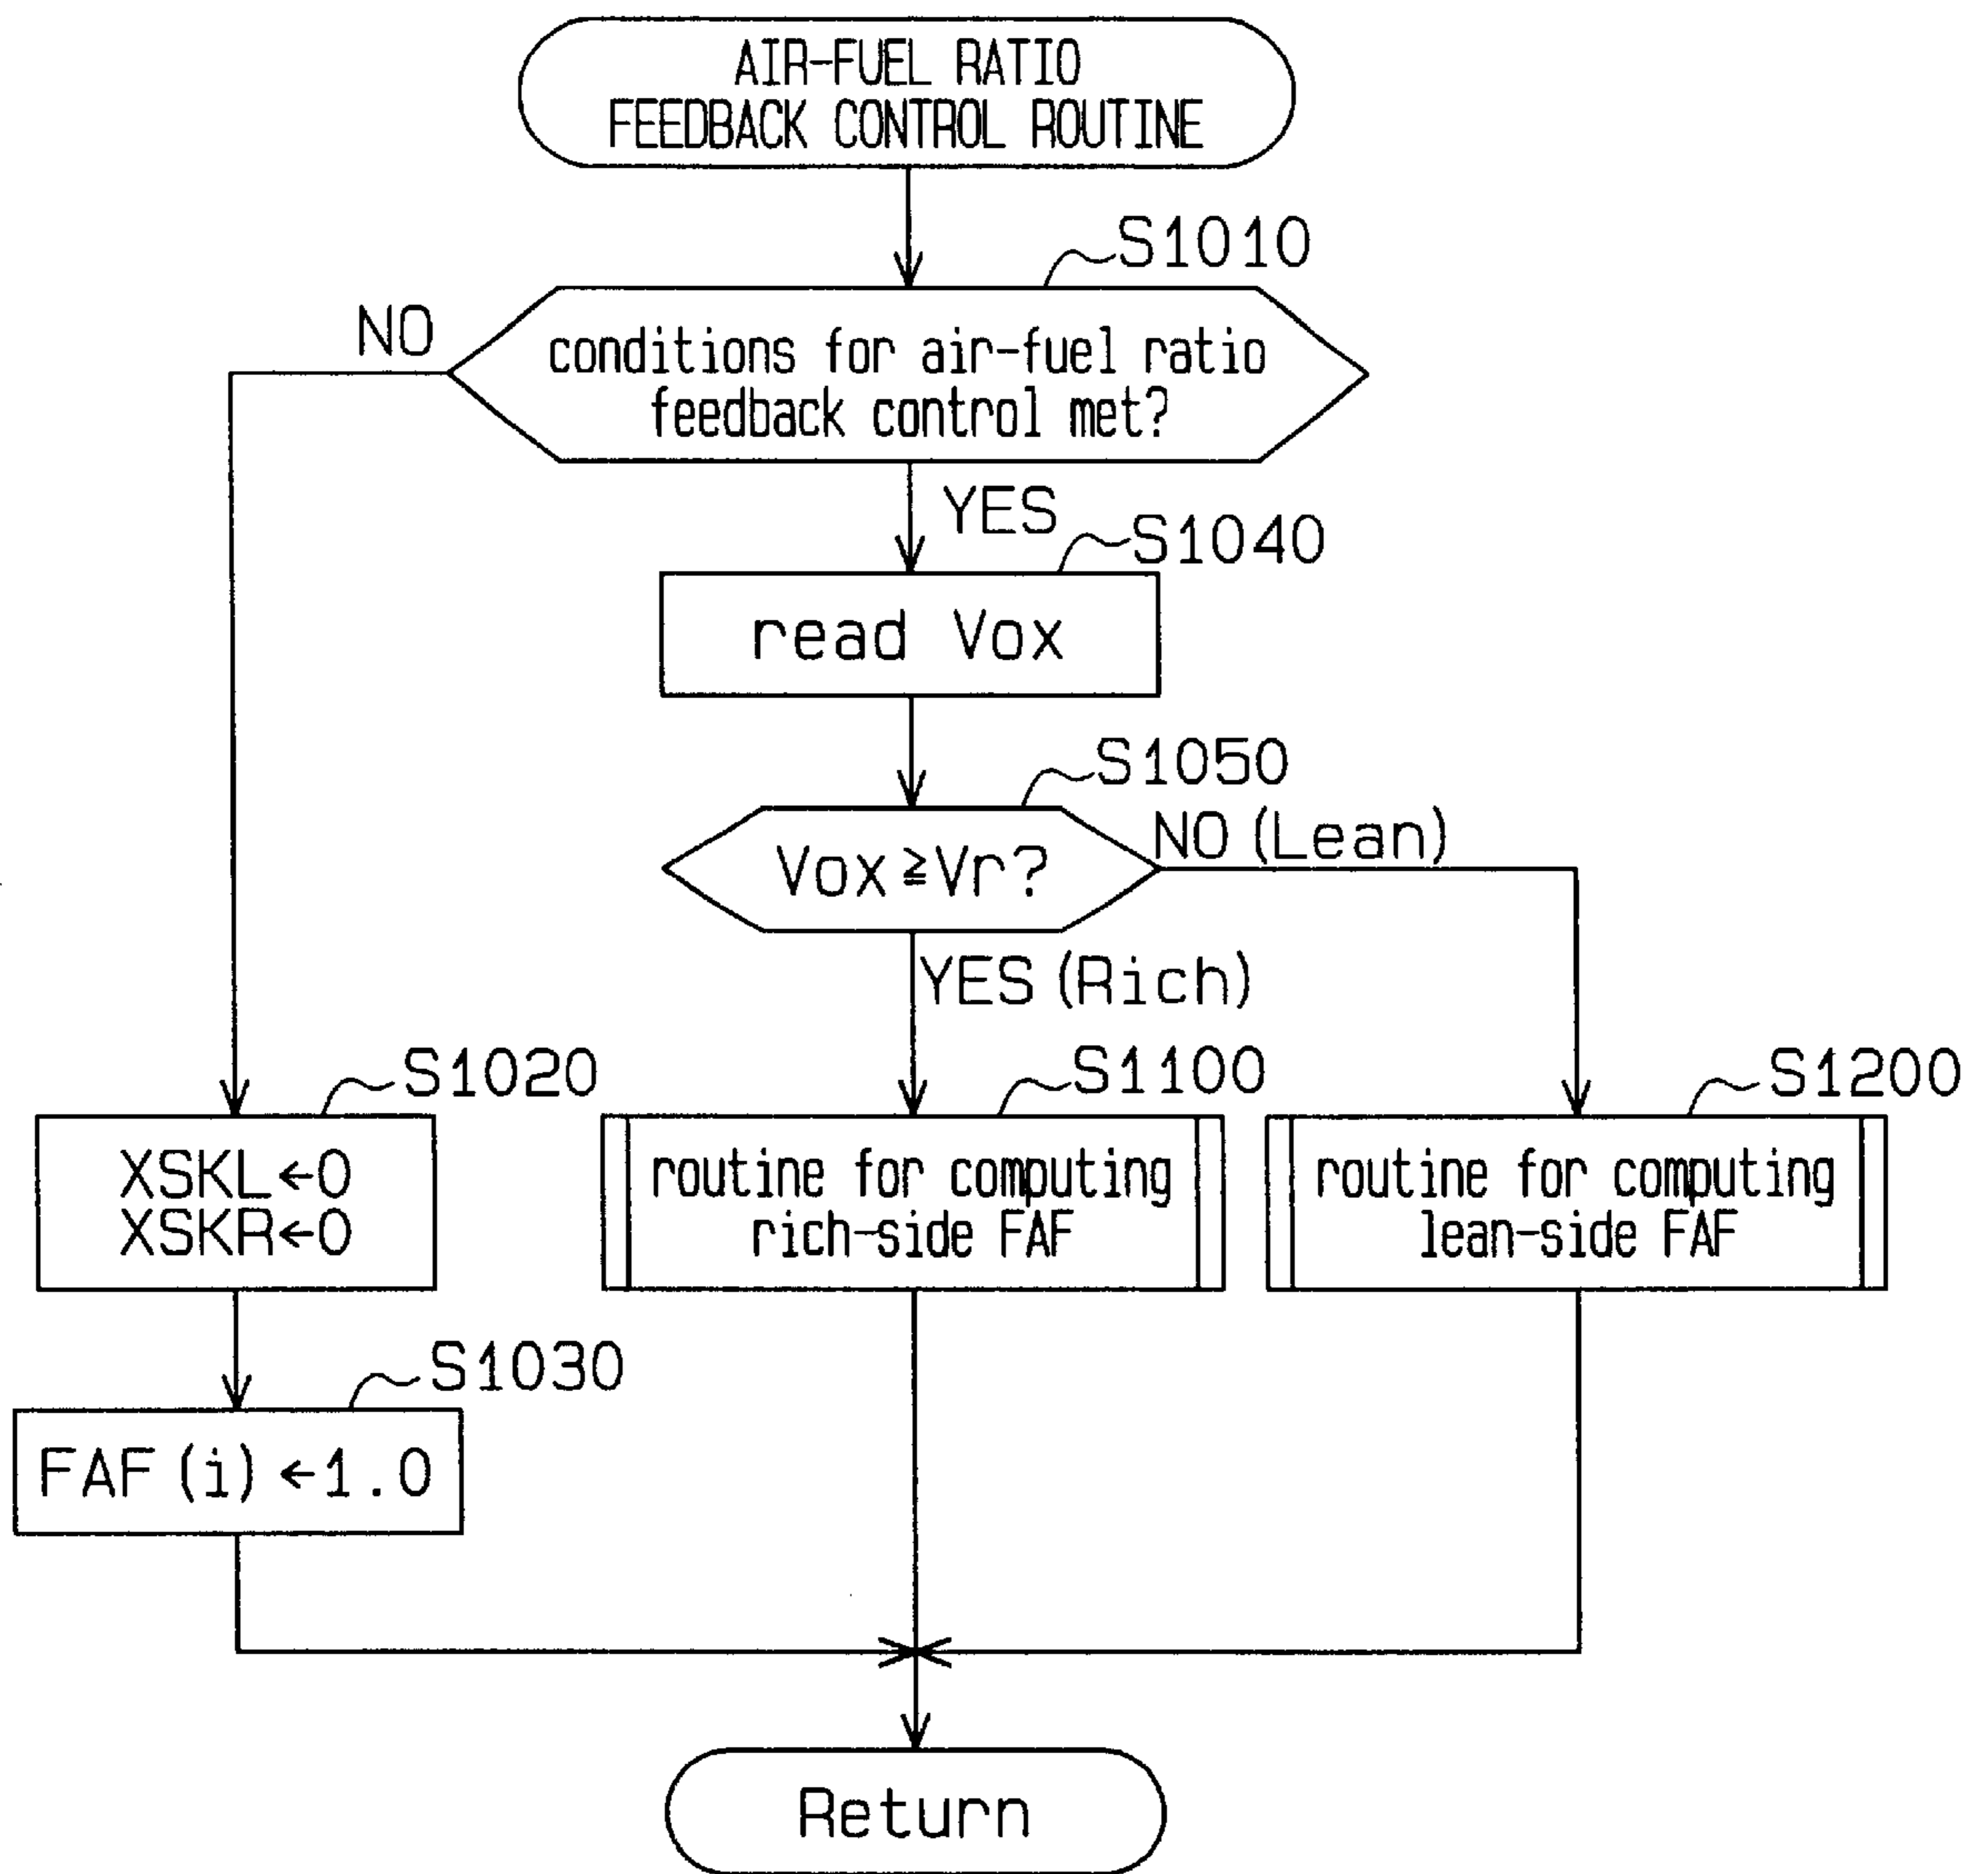 AIR-FUEL RATIO
FEEDBACK CONTROL ROUTINE
S1010
NO
conditions for air-fuel ratio
feedback control met?
YES
S1040
read Vox
S1050
Vox≧Vr?
NO (Lean)
YES (Rich)
S1020
XSKL←0
XSKR←0
S1100
routine for computing
rich-side FAF
S1200
routine for computing
lean-side FAF
S1030
FAF (i) ←1.0
Return